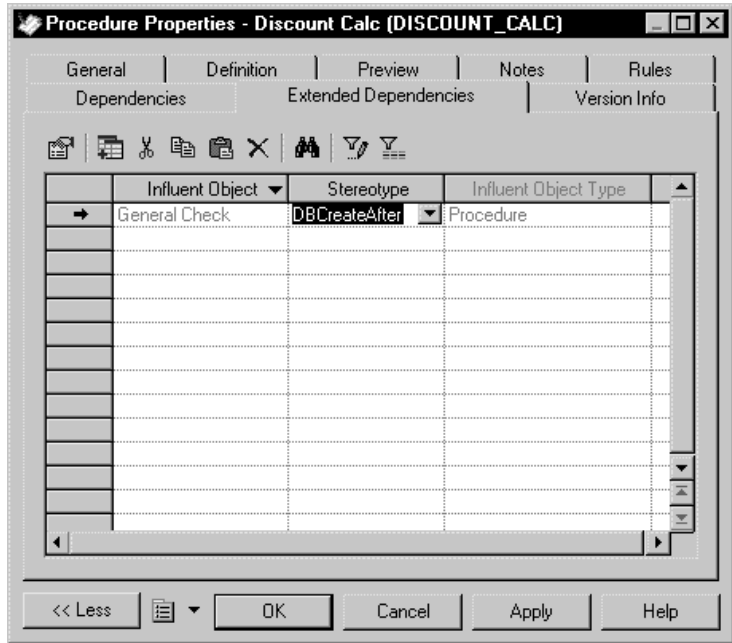 Procedure Properties - Discount Calc (DISCOUNT_CALC)
General Definition Preview Notes Rules
Dependencies Extended Dependencies Version Info
Influent Object Stereotype Influent Object Type
General Check DBCreateAfter Procedure
<< Less OK Cancel Apply Help